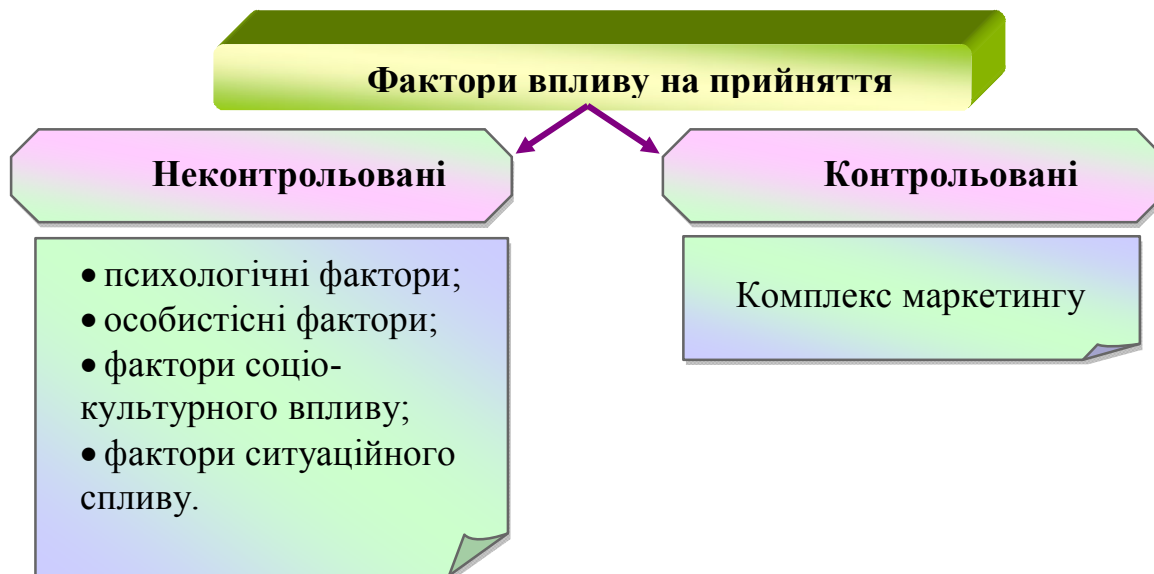 Фактори впливу на прийняття
Неконтрольовані
Контрольовані
• психологічні фактори;
• особистісні фактори;
• фактори соціо-
культурного впливу;
• фактори ситуаційного
спливу.
Комплекс маркетингу